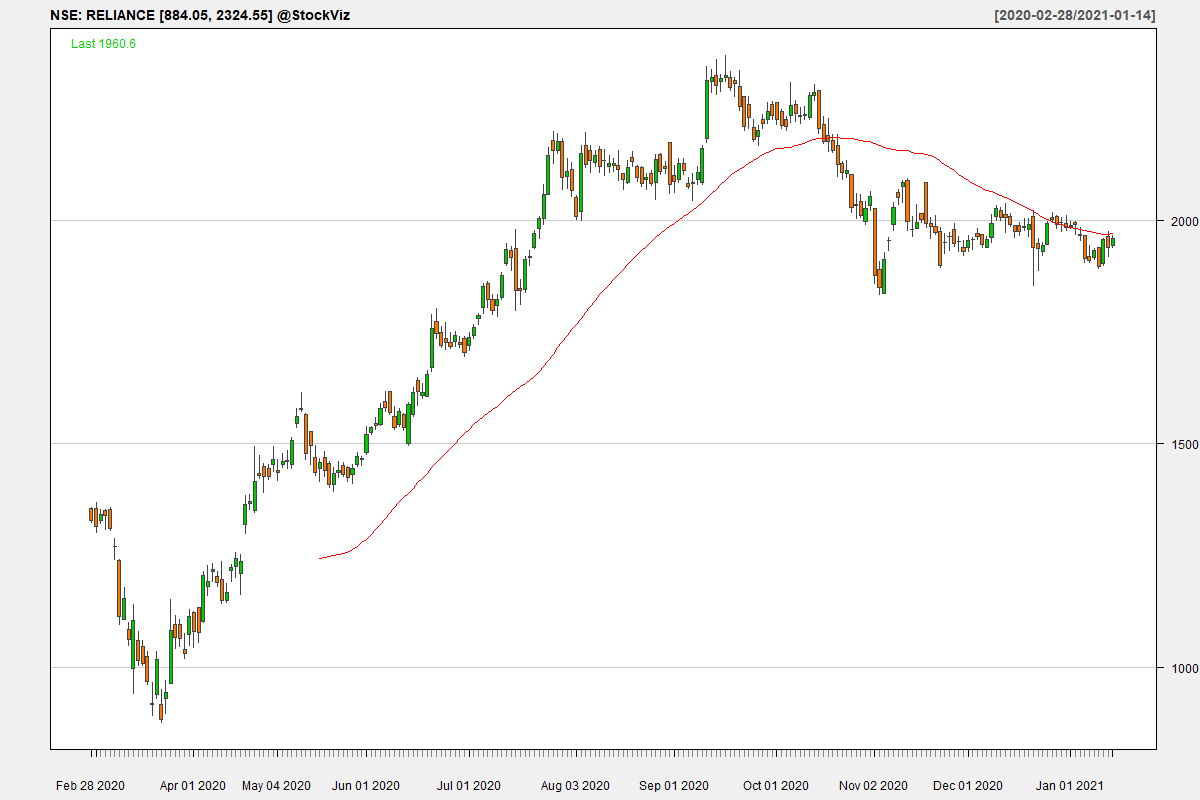 NSE: RELIANCE [884.05, 2324.55] @StockViz
[2020-02-28/2021-01-14]
Last 1960.6
2000
1500
1000
Feb 28 2020 Apr 01 2020 May 04 2020 Jun 01 2020 Jul 01 2020 Aug 03 2020 Sep 01 2020 Oct 01 2020 Nov 02 2020 Dec 01 2020 Jan 01 2021